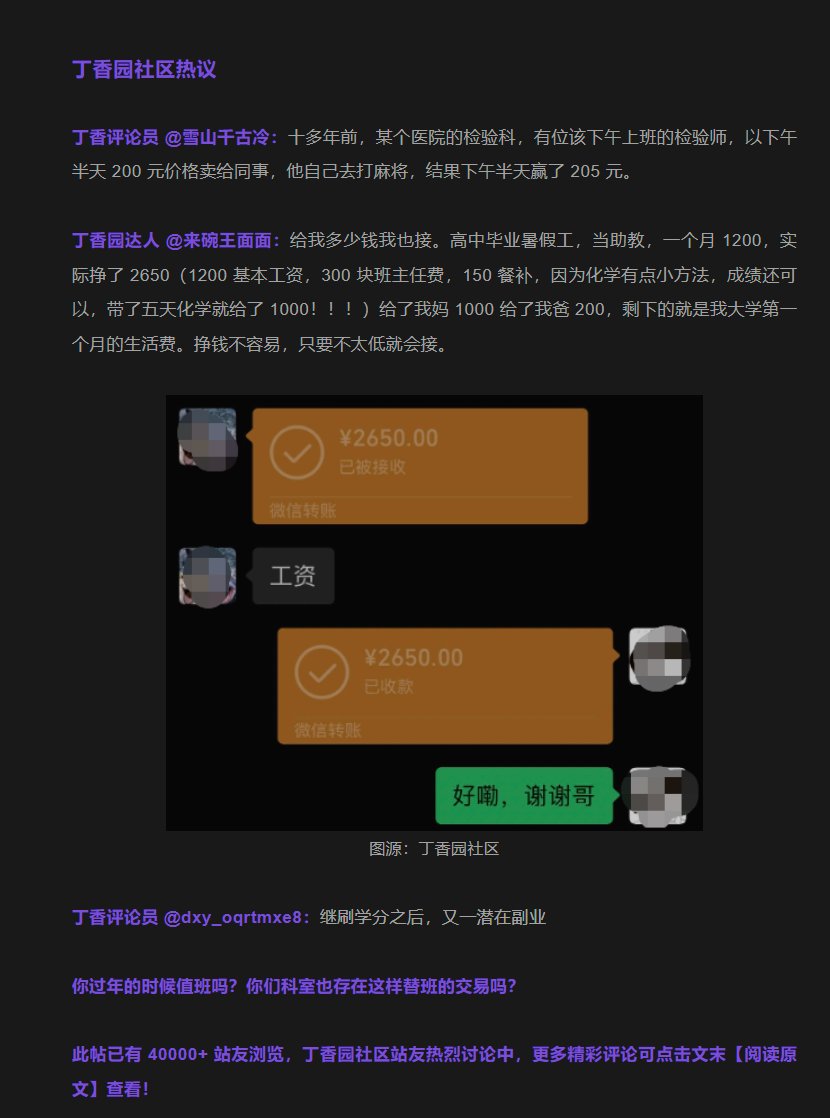 丁香园社区热议
丁香评论员 @雪山千古冷：十多年前，某个医院的检验科，有位该下午上班的检验师，以下午
半天 200 元价格卖给同事，他自己去打麻将，结果下午半天赢了 205 元。
丁香园达人 @来碗王面面：给我多少钱我也接。高中毕业暑假工，当助教，一个月 1200，实
际挣了 2650（1200 基本工资，300 块班主任费，150 餐补，因为化学有点小方法，成绩还可
以，带了五天化学就给了 1000！！！）给了我妈 1000 给了我爸 200，剩下的就是我大学第一
个月的生活费。挣钱不容易，只要不太低就会接。
¥2650.00
已被接收
微信转账
工资
¥2650.00
已收款
微信转账
好嘞，谢谢哥
图源：丁香园社区
丁香评论员 @dxy_oqrtmxe8：继刷学分之后，又一潜在副业
你过年的时候值班吗？你们科室也存在这样替班的交易吗？
此帖已有 40000+ 站友浏览，丁香园社区站友热烈讨论中，更多精彩评论可点击文末【阅读原
文】查看！